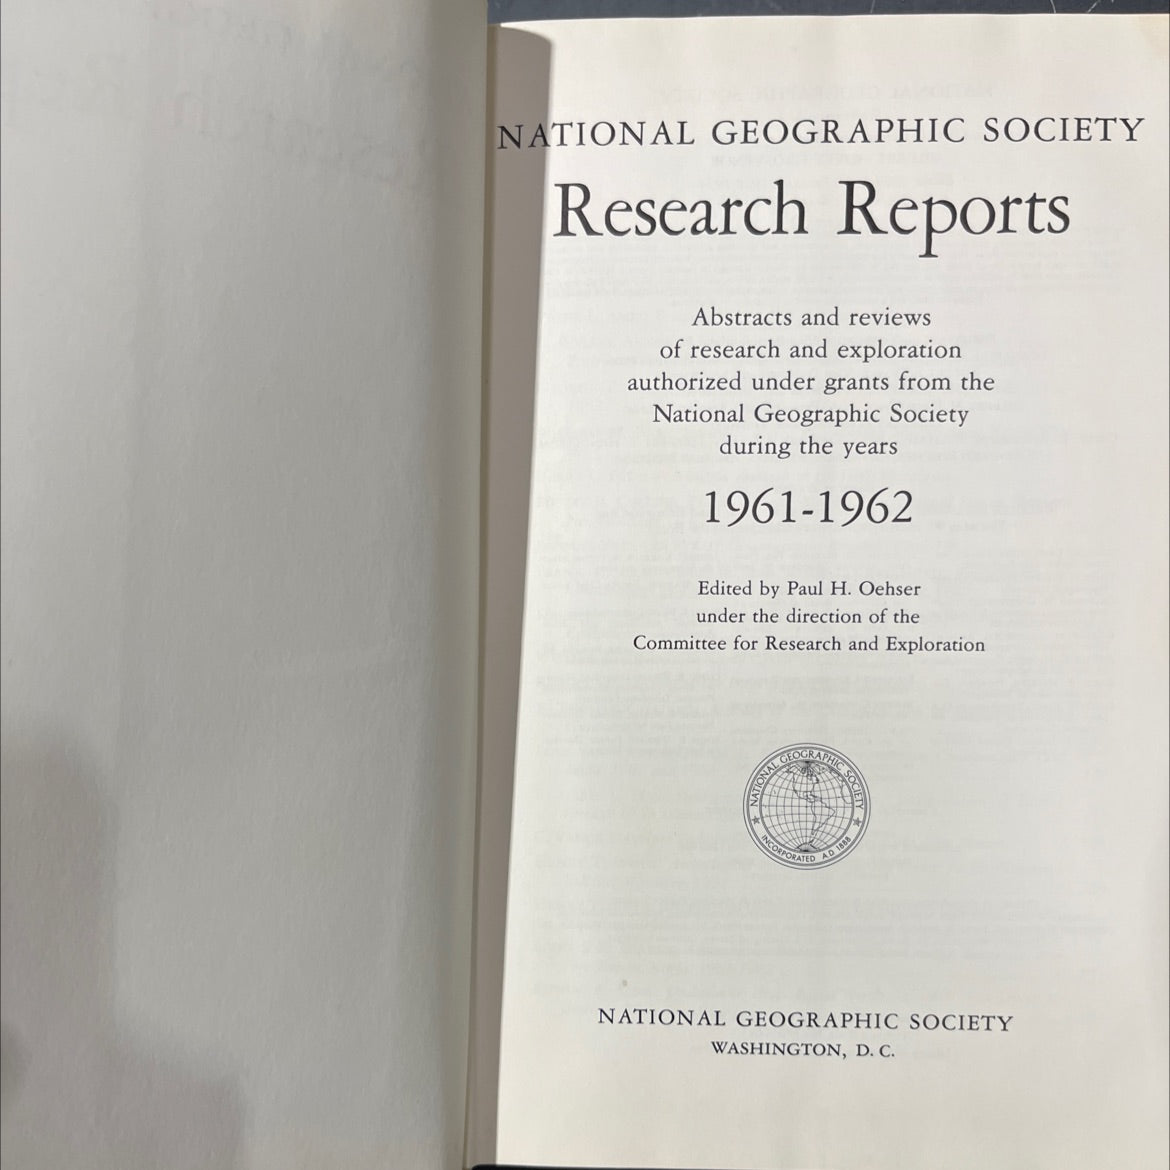 NATIONAL GEOGRAPHIC SOCIETY
Research Reports
Abstracts and reviews
of research and exploration
authorized under grants from the
National Geographic Society
during the years
1961-1962
Edited by Paul H. Oehser
under the direction of the
Committee for Research and Exploration
NATIONAL GEOGRAPHIC SOCIETY
INCORPORATED A.D. 1888
NATIONAL GEOGRAPHIC SOCIETY
WASHINGTON, D. C.